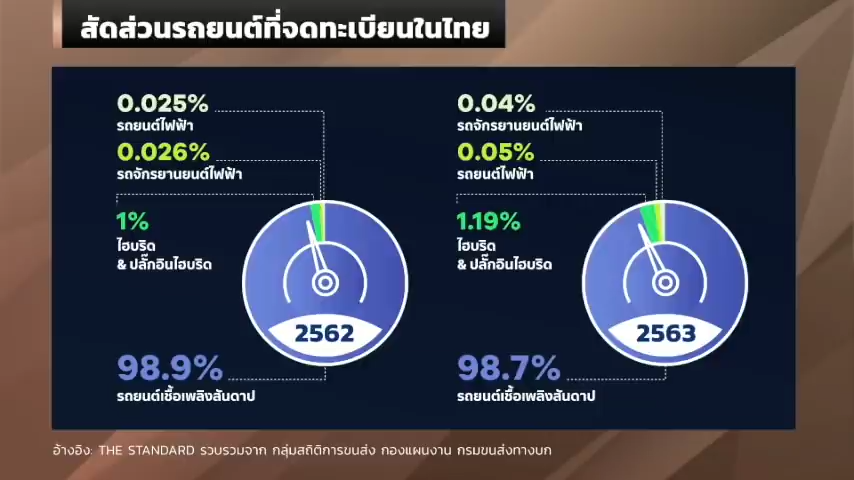 สัดส่วนรถยนต์ที่จดทะเบียนในไทย
0.025%
รถยนต์ไฟฟ้า
0.026%
รถจักรยานยนต์ไฟฟ้า
1%
ไฮบริด
& ปลั๊กอินไฮบริด
2562
98.9%
รถยนต์เชื้อเพลิงสันดาป
0.04%
รถจักรยานยนต์ไฟฟ้า
0.05%
รถยนต์ไฟฟ้า
1.19%
ไฮบริด
& ปลั๊กอินไฮบริด
2563
98.7%
รถยนต์เชื้อเพลิงสันดาป
อ้างอิง: THE STANDARD รวบรวมจาก กลุ่มสถิติการขนส่ง กองแผนงาน กรมขนส่งทางบก